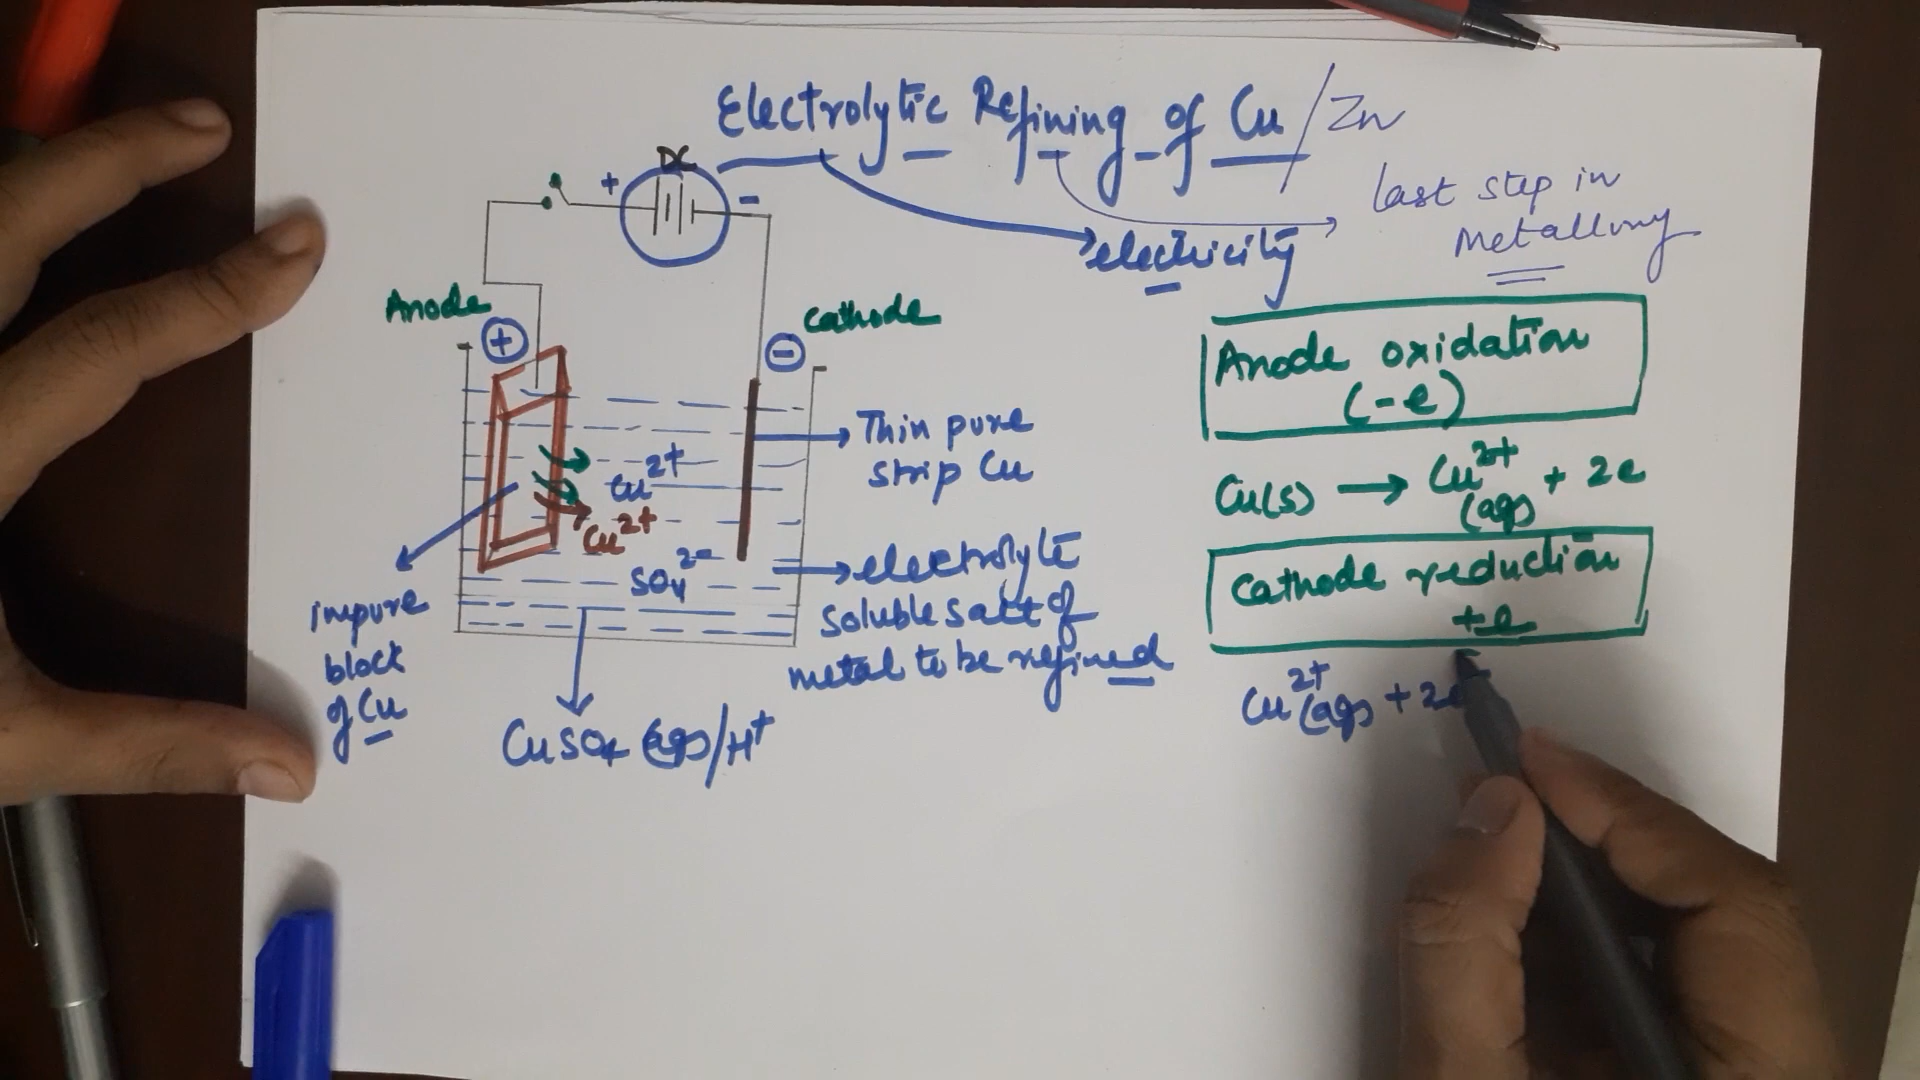 Electrolytic Refining of Cu / Zn
last step in
Metallurgy
electricity
DC
+ -
Anode
+
Cathode
-
Thin pure
strip Cu
Cu2+
Cu2+
SO4 2-
electrolyte
soluble salt of
metal to be refined
impure
block
of Cu
CuSO4 (aq)/H+
Anode oxidation
(-e)
Cu(s) → Cu2+ (aq) + 2e
Cathode reduction
+e
Cu2+ (aq) + 2e